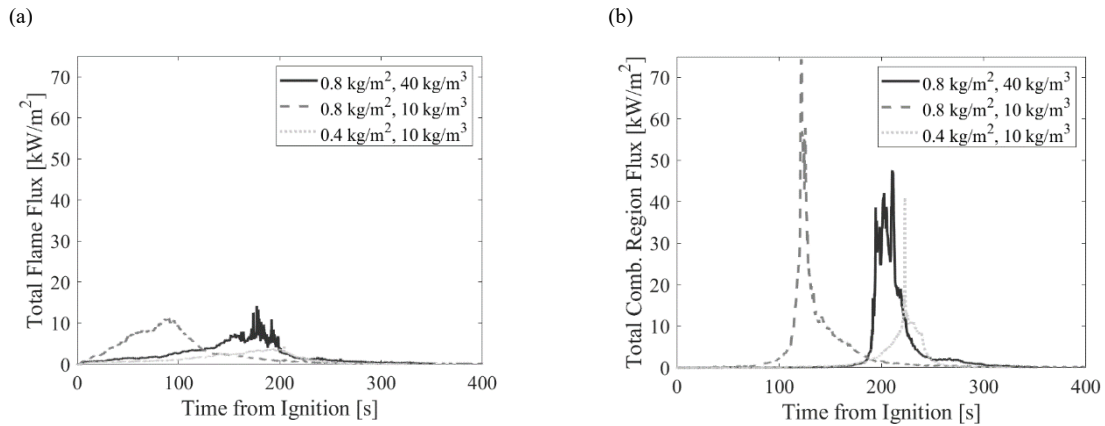 (a)
(b)
Total Flame Flux [kW/m²]
70
60
50
40
30
20
10
0
0 100 200 300 400
Time from Ignition [s]
0.8 kg/m², 40 kg/m³
0.8 kg/m², 10 kg/m³
0.4 kg/m², 10 kg/m³
Total Comb. Region Flux [kW/m²]
70
60
50
40
30
20
10
0
0 100 200 300 400
Time from Ignition [s]
0.8 kg/m², 40 kg/m³
0.8 kg/m², 10 kg/m³
0.4 kg/m², 10 kg/m³